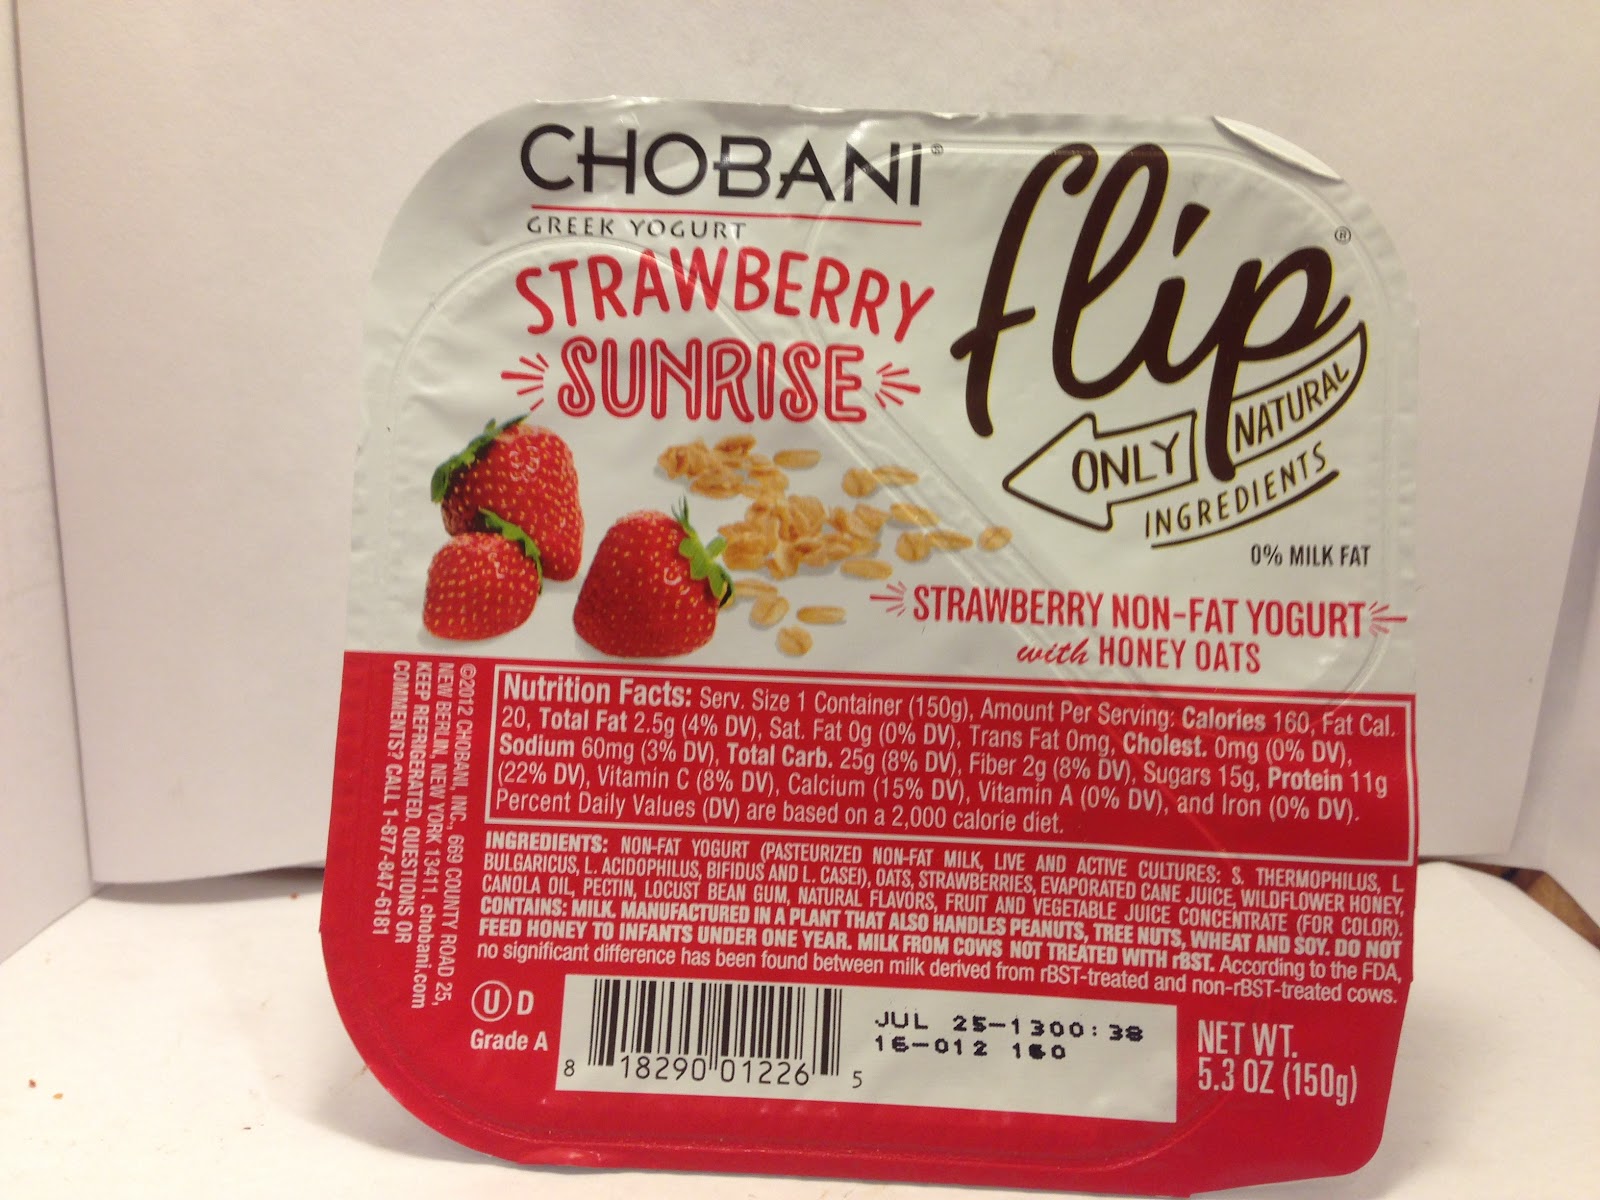 CHOBANI®
GREEK YOGURT
STRAWBERRY
SUNRISE
flip®
ONLY NATURAL
INGREDIENTS
0% MILK FAT
STRAWBERRY NON-FAT YOGURT
with HONEY OATS
Nutrition Facts: Serv. Size 1 Container (150g), Amount Per Serving: Calories 160, Fat Cal.
20, Total Fat 2.5g (4% DV), Sat. Fat 0g (0% DV), Trans Fat 0mg, Cholest. 0mg (0% DV),
Sodium 60mg (3% DV), Total Carb. 25g (8% DV), Fiber 2g (8% DV), Sugars 15g, Protein 11g
(22% DV), Vitamin C (8% DV), Calcium (15% DV), Vitamin A (0% DV), and Iron (0% DV).
Percent Daily Values (DV) are based on a 2,000 calorie diet.
INGREDIENTS: NON-FAT YOGURT (PASTEURIZED NON-FAT MILK, LIVE AND ACTIVE CULTURES: S. THERMOPHILUS, L.
BULGARICUS, L. ACIDOPHILUS, BIFIDUS AND L. CASEI), OATS, STRAWBERRIES, EVAPORATED CANE JUICE, WILDFLOWER HONEY,
CANOLA OIL, PECTIN, LOCUST BEAN GUM, NATURAL FLAVORS, FRUIT AND VEGETABLE JUICE CONCENTRATE (FOR COLOR).
CONTAINS: MILK. MANUFACTURED IN A PLANT THAT ALSO HANDLES PEANUTS, TREE NUTS, WHEAT AND SOY. DO NOT
FEED HONEY TO INFANTS UNDER ONE YEAR. MILK FROM COWS NOT TREATED WITH rBST. According to the FDA,
no significant difference has been found between milk derived from rBST-treated and non-rBST-treated cows.
©2012 CHOBANI, INC., 669 COUNTY ROAD 25,
NEW BERLIN, NEW YORK 13411. chobani.com
KEEP REFRIGERATED. QUESTIONS OR
COMMENTS? CALL 1-877-847-6181
U D
Grade A
8 18290 01226 5
JUL 25-1300:38
16-012 160
NET WT.
5.3 OZ (150g)